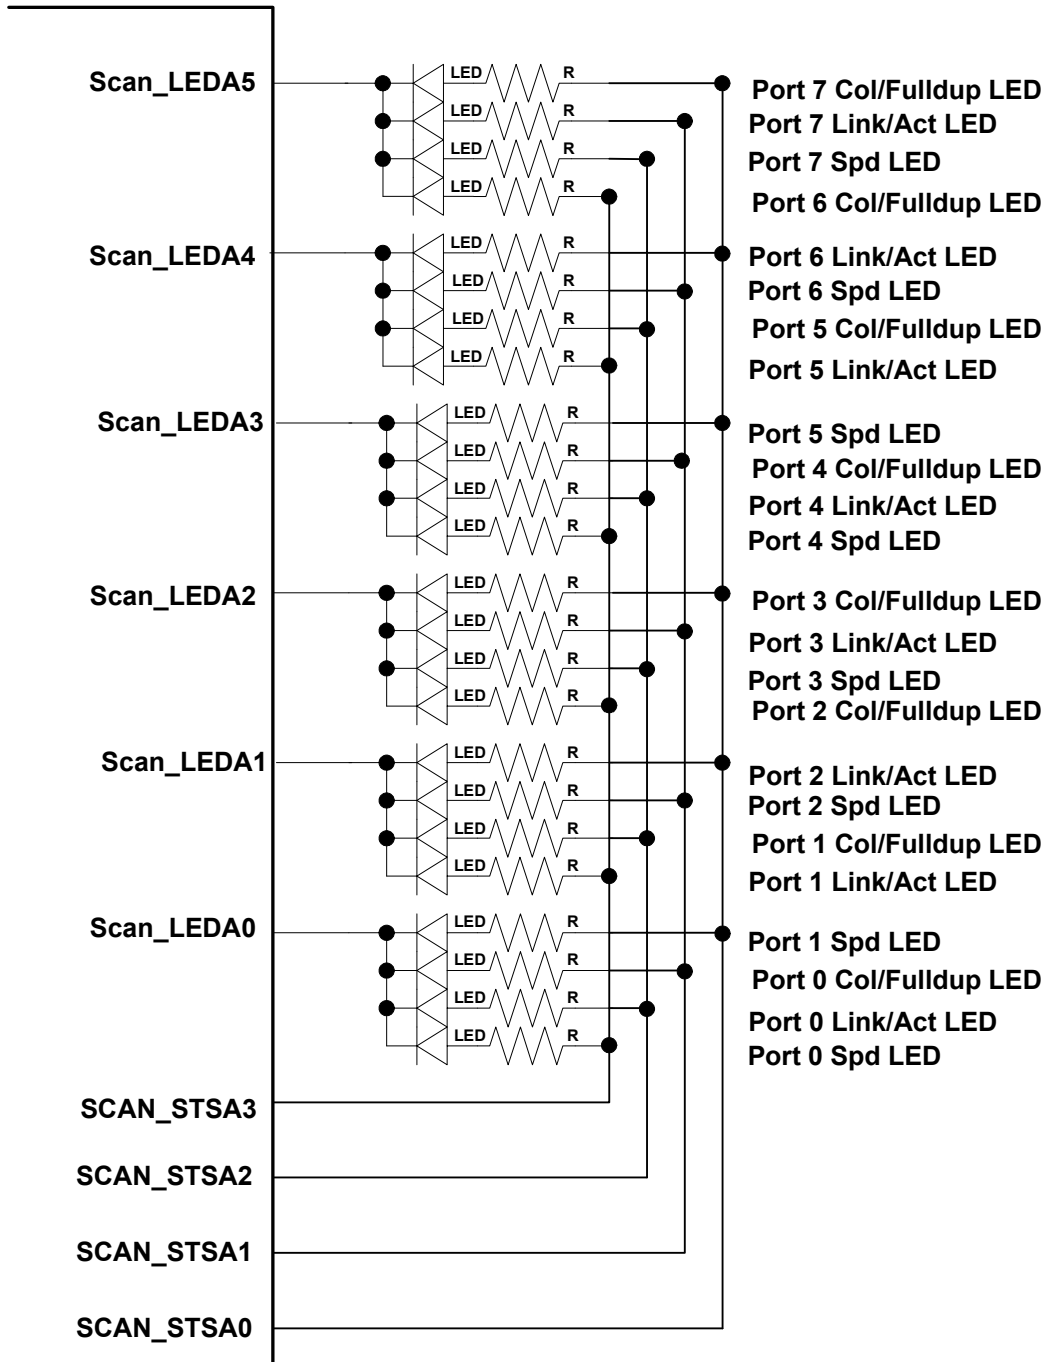 Scan_LEDA5 LED R Port 7 Col/Fulldup LED
LED R Port 7 Link/Act LED
LED R Port 7 Spd LED
LED R Port 6 Col/Fulldup LED
Scan_LEDA4 LED R Port 6 Link/Act LED
LED R Port 6 Spd LED
LED R Port 5 Col/Fulldup LED
LED R Port 5 Link/Act LED
Scan_LEDA3 LED R Port 5 Spd LED
LED R Port 4 Col/Fulldup LED
LED R Port 4 Link/Act LED
LED R Port 4 Spd LED
Scan_LEDA2 LED R Port 3 Col/Fulldup LED
LED R Port 3 Link/Act LED
LED R Port 3 Spd LED
LED R Port 2 Col/Fulldup LED
Scan_LEDA1 LED R Port 2 Link/Act LED
LED R Port 2 Spd LED
LED R Port 1 Col/Fulldup LED
LED R Port 1 Link/Act LED
Scan_LEDA0 LED R Port 1 Spd LED
LED R Port 0 Col/Fulldup LED
LED R Port 0 Link/Act LED
LED R Port 0 Spd LED
SCAN_STSA3
SCAN_STSA2
SCAN_STSA1
SCAN_STSA0